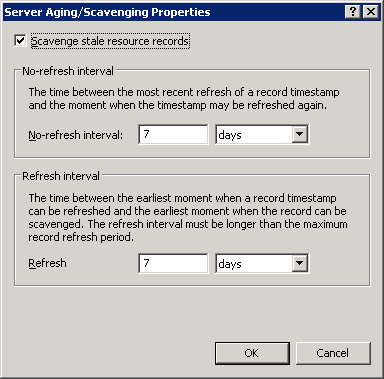 Server Aging/Scavenging Properties
Scavenge stale resource records
No-refresh interval
The time between the most recent refresh of a record timestamp
and the moment when the timestamp may be refreshed again.
No-refresh interval: 7 days
Refresh interval
The time between the earliest moment when a record timestamp
can be refreshed and the earliest moment when the record can be
scavenged. The refresh interval must be longer than the maximum
record refresh period.
Refresh 7 days
OK Cancel